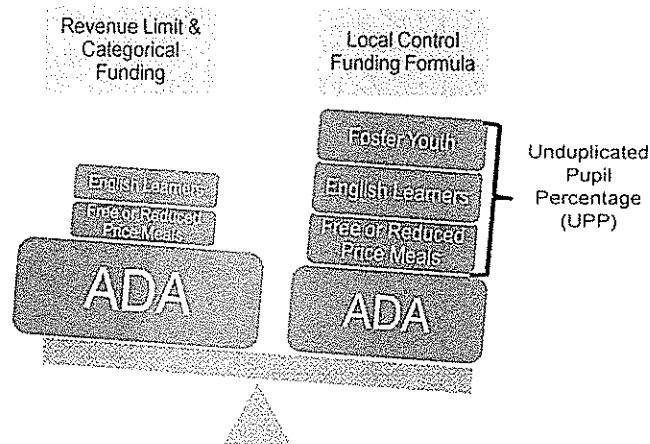 Revenue Limit &
Categorical
Funding
Local Control
Funding Formula
English Learners
Free or Reduced
Price Meals
ADA
Foster Youth
English Learners
Free or Reduced
Price Meals
ADA
Unduplicated
Pupil
Percentage
(UPP)